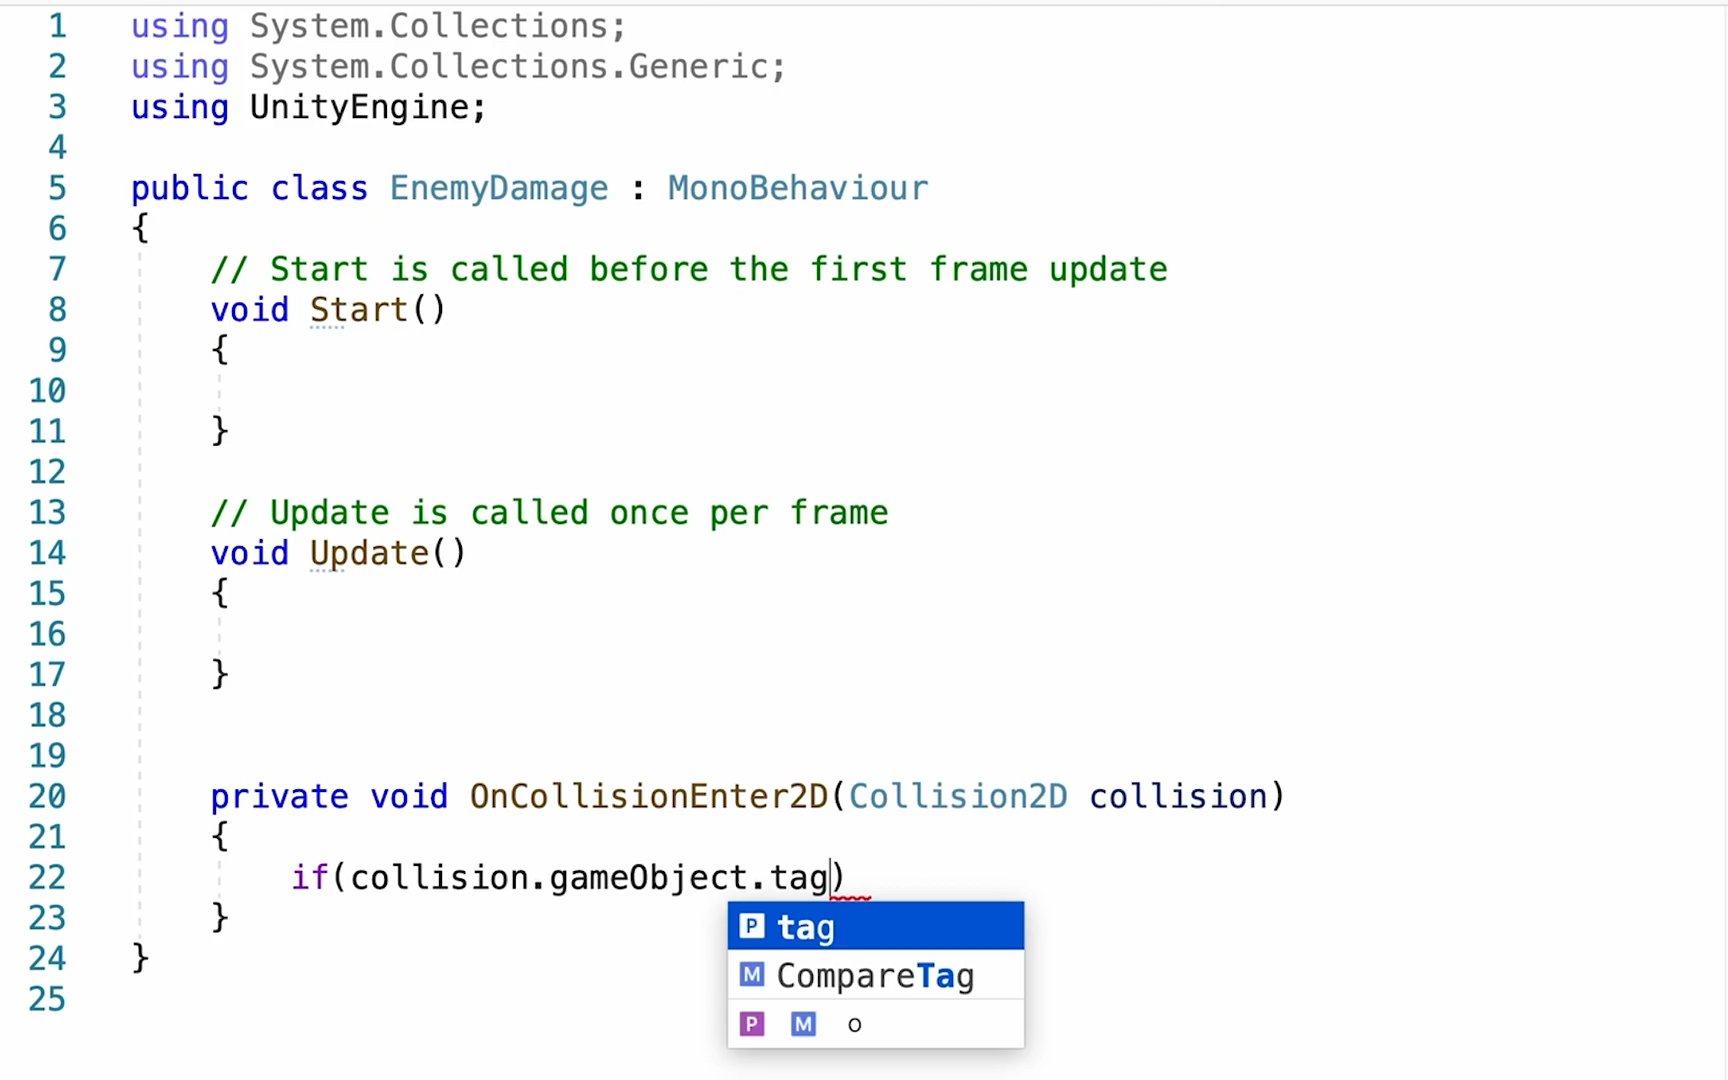 1 using System.Collections;
2 using System.Collections.Generic;
3 using UnityEngine;
4
5 public class EnemyDamage : MonoBehaviour
6 {
7 // Start is called before the first frame update
8 void Start()
9 {
10
11 }
12
13 // Update is called once per frame
14 void Update()
15 {
16
17 }
18
19
20 private void OnCollisionEnter2D(Collision2D collision)
21 {
22 if(collision.gameObject.tag)
23 }
24 }
25
P tag
M CompareTag
P M o